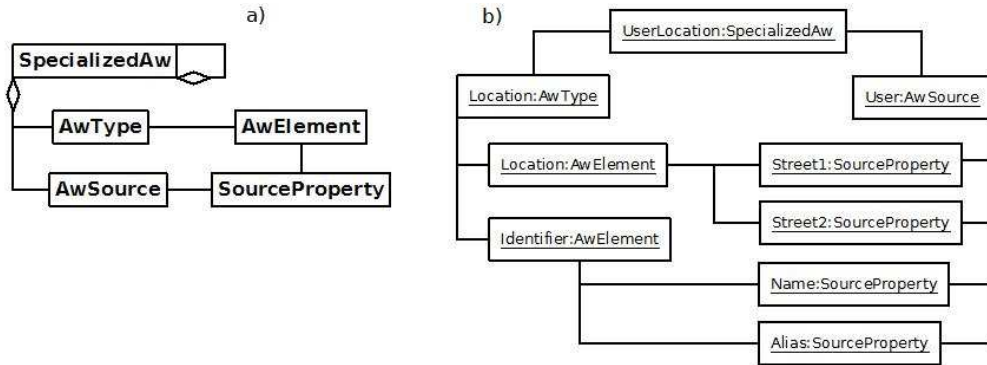 a)
SpecializedAw
AwType
AwElement
AwSource
SourceProperty
b)
UserLocation:SpecializedAw
Location:AwType
User:AwSource
Location:AwElement
Street1:SourceProperty
Street2:SourceProperty
Identifier:AwElement
Name:SourceProperty
Alias:SourceProperty